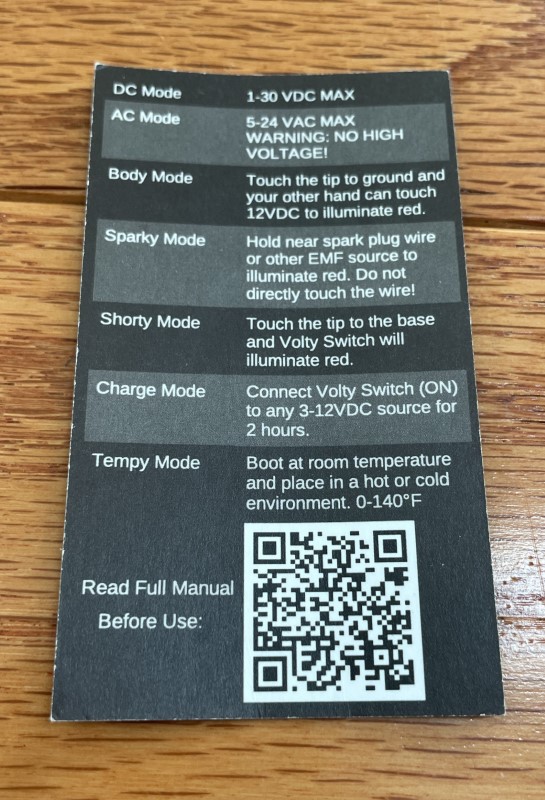 DC Mode 1-30 VDC MAX
AC Mode 5-24 VAC MAX
WARNING: NO HIGH
VOLTAGE!
Body Mode Touch the tip to ground and
your other hand can touch
12VDC to illuminate red.
Sparky Mode Hold near spark plug wire
or other EMF source to
illuminate red. Do not
directly touch the wire!
Shorty Mode Touch the tip to the base
and Volty Switch will
illuminate red.
Charge Mode Connect Volty Switch (ON)
to any 3-12VDC source for
2 hours.
Tempy Mode Boot at room temperature
and place in a hot or cold
environment. 0-140°F
Read Full Manual
Before Use: